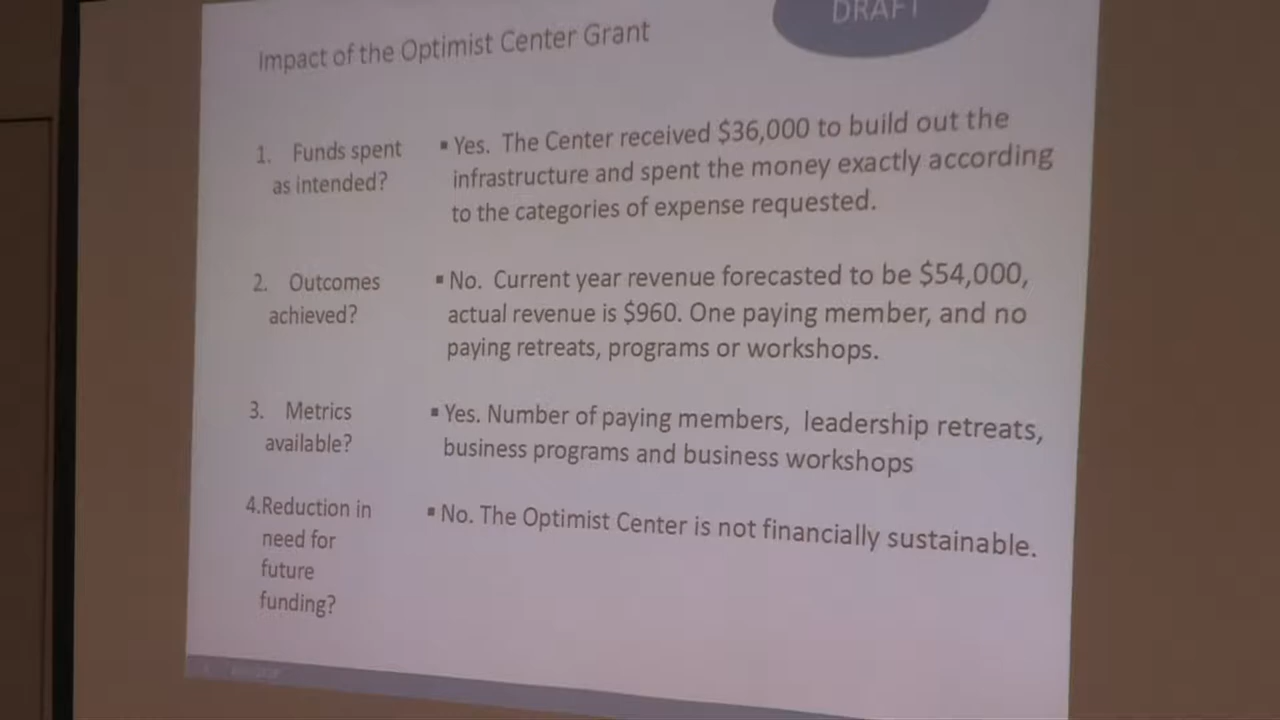 DRAFT
Impact of the Optimist Center Grant
1. Funds spent
as intended?
▪ Yes. The Center received $36,000 to build out the
infrastructure and spent the money exactly according
to the categories of expense requested.
2. Outcomes
achieved?
▪ No. Current year revenue forecasted to be $54,000,
actual revenue is $960. One paying member, and no
paying retreats, programs or workshops.
3. Metrics
available?
▪ Yes. Number of paying members, leadership retreats,
business programs and business workshops
4.Reduction in
need for
future
funding?
▪ No. The Optimist Center is not financially sustainable.